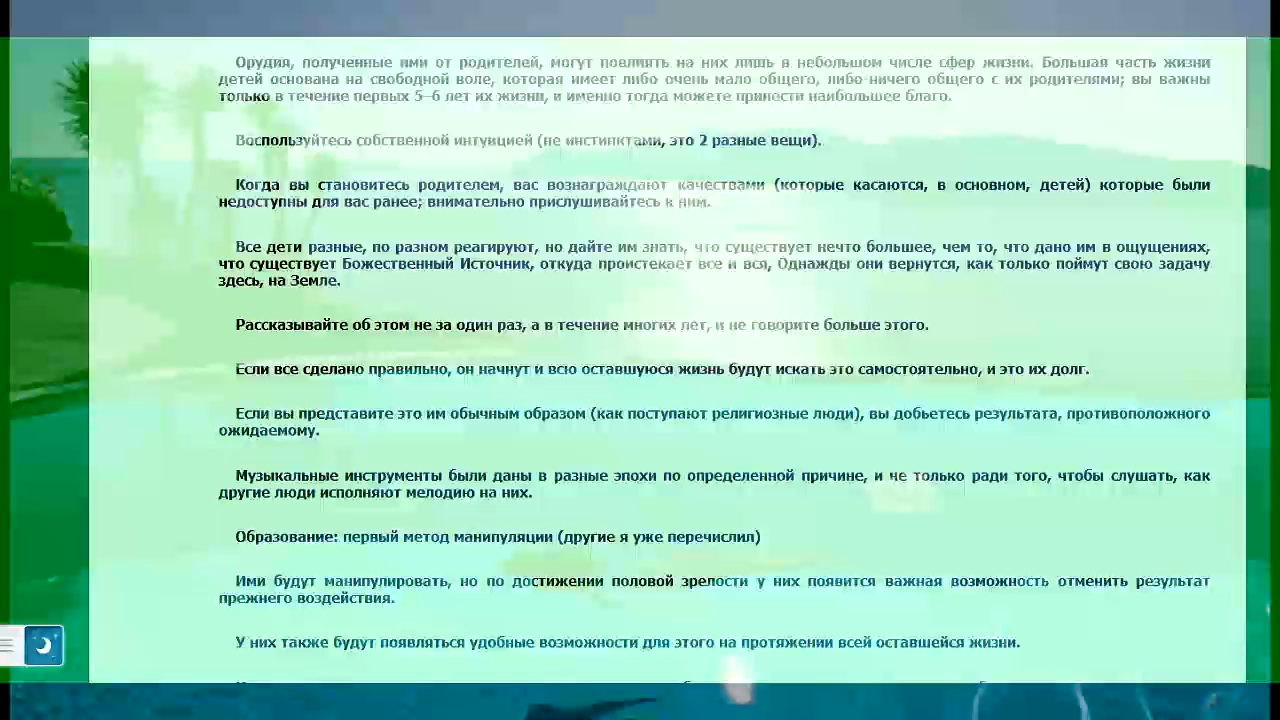 Орудия, полученные ими от родителей, могут повлиять на них лишь в небольшом числе сфер жизни. Большая часть жизни
детей основана на свободной воле, которая имеет либо очень мало общего, либо ничего общего с их родителями; вы важны
только в течение первых 5–6 лет их жизни, и именно тогда можете принести наибольшее благо.
Воспользуйтесь собственной интуицией (не инстинктами, это 2 разные вещи).
Когда вы становитесь родителем, вас вознаграждают качествами (которые касаются, в основном, детей) которые были
недоступны для вас ранее; внимательно прислушивайтесь к ним.
Все дети разные, по разном реагируют, но дайте им знать, что существует нечто большее, чем то, что дано им в ощущениях,
что существует Божественный Источник, откуда проистекает все и вся, Однажды они вернутся, как только поймут свою задачу
здесь, на Земле.
Рассказывайте об этом не за один раз, а в течение многих лет, и не говорите больше этого.
Если все сделано правильно, он начнут и всю оставшуюся жизнь будут искать это самостоятельно, и это их долг.
Если вы представите это им обычным образом (как поступают религиозные люди), вы добьетесь результата, противоположного
ожидаемому.
Музыкальные инструменты были даны в разные эпохи по определенной причине, и не только ради того, чтобы слушать, как
другие люди исполняют мелодию на них.
Образование: первый метод манипуляции (другие я уже перечислил)
Ими будут манипулировать, но по достижении половой зрелости у них появится важная возможность отменить результат
прежнего воздействия.
У них также будут появляться удобные возможности для этого на протяжении всей оставшейся жизни.